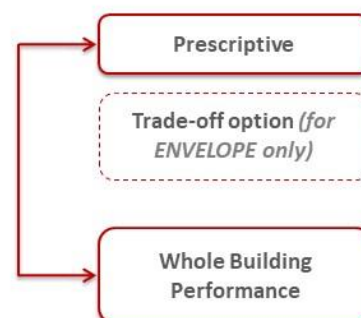 Prescriptive
Trade-off option (for
ENVELOPE only)
Whole Building
Performance